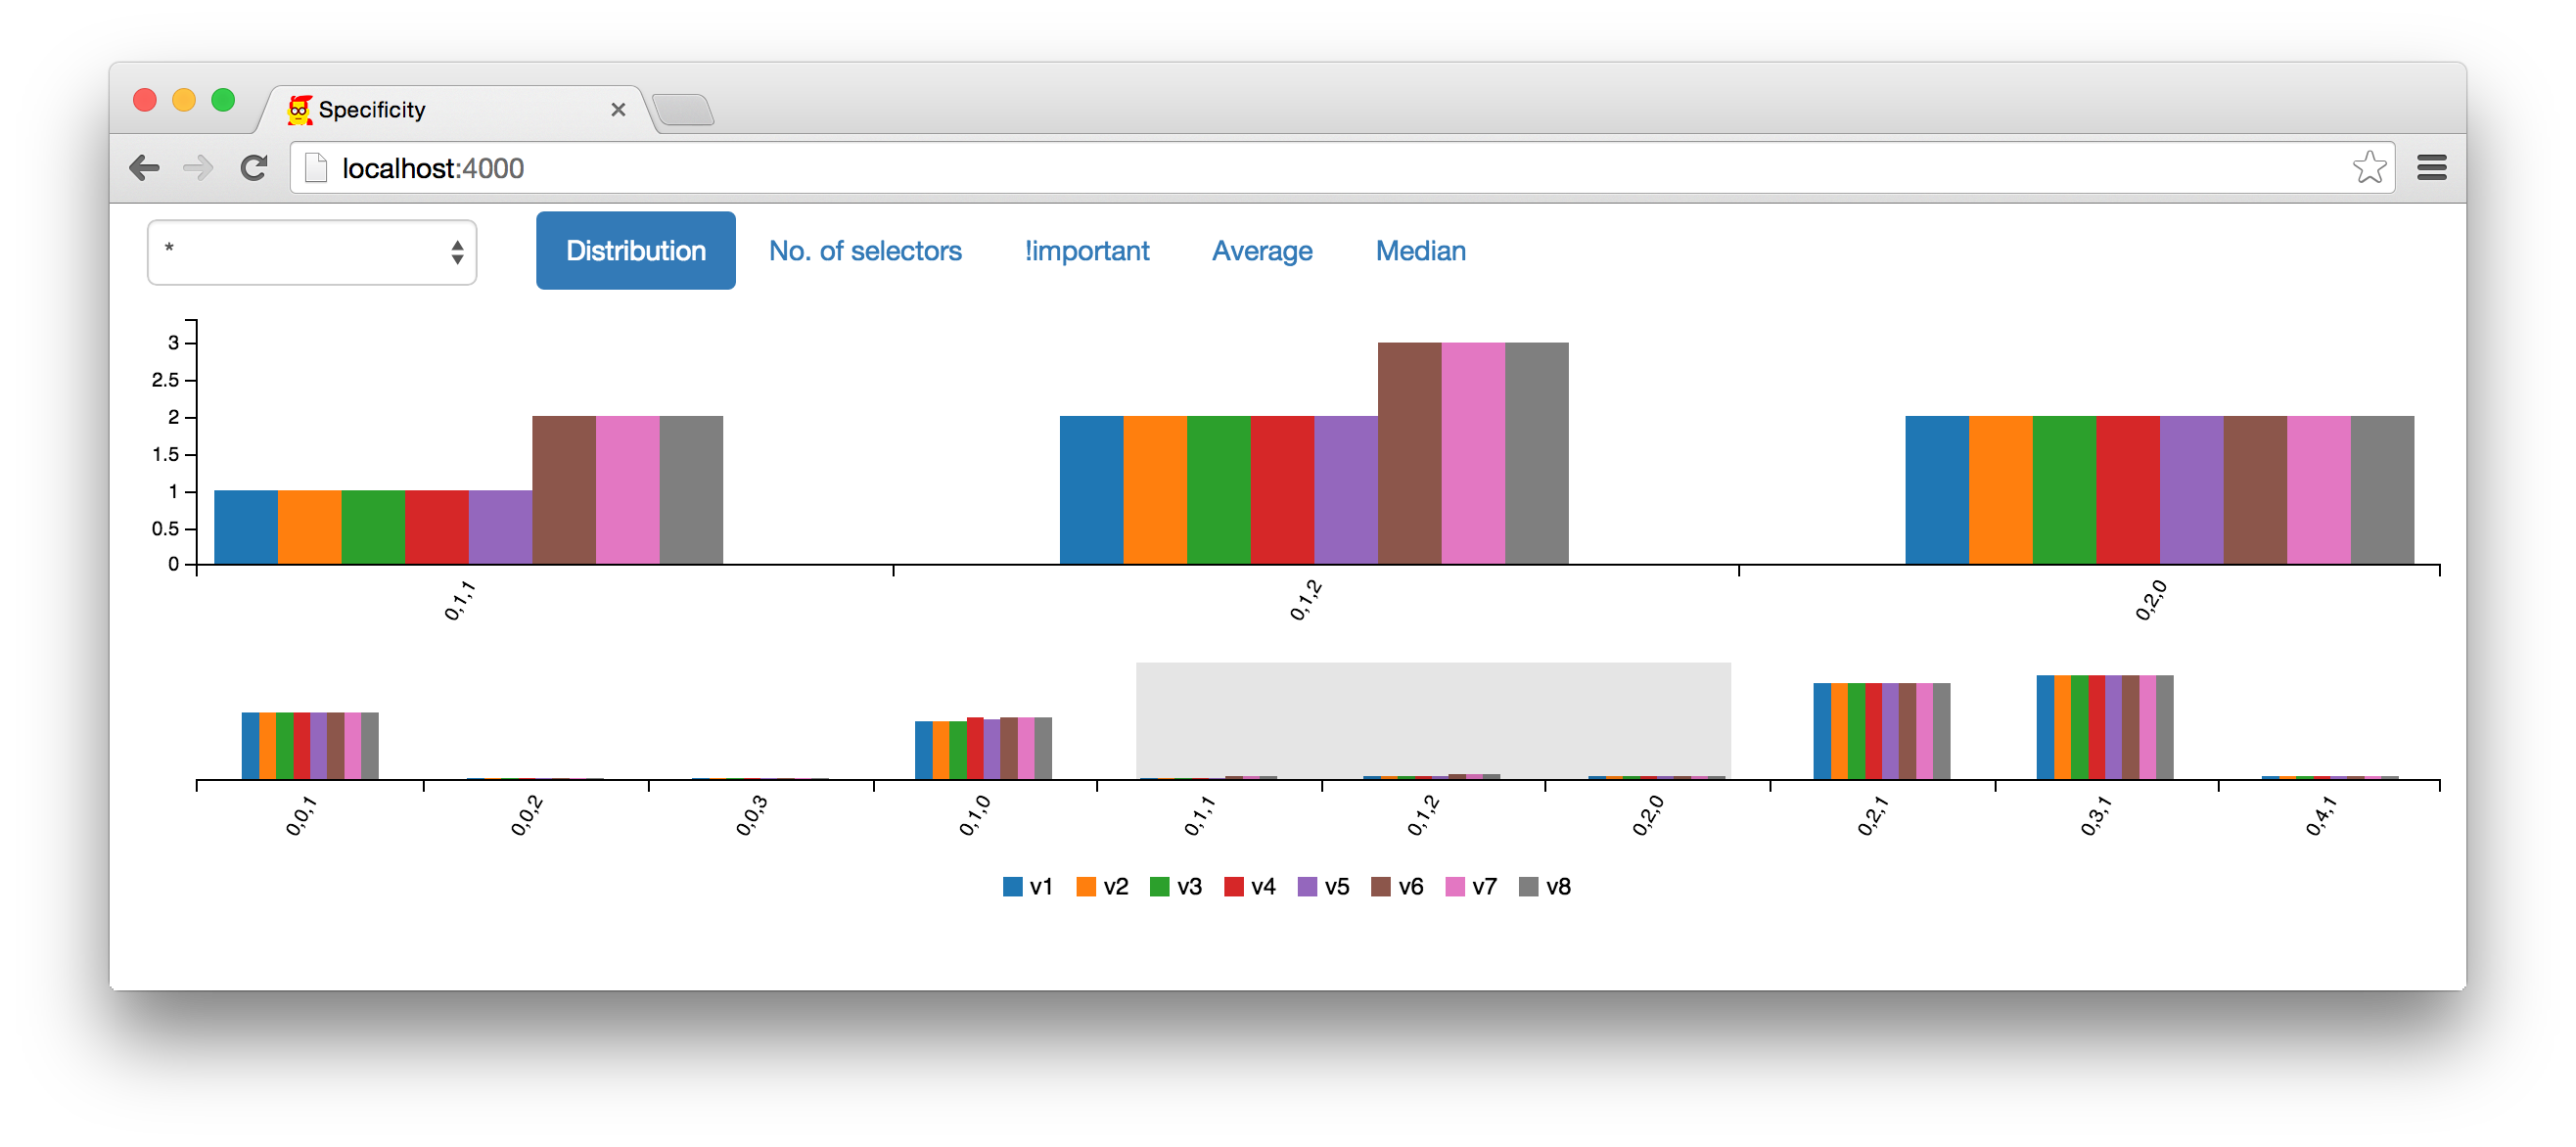 Specificity
localhost:4000
* Distribution No. of selectors !important Average Median
3
2.5
2
1.5
1
0.5
0
0,1,1 0,1,2 0,2,0
0,0,1 0,0,2 0,0,3 0,1,0 0,1,1 0,1,2 0,2,0 0,2,1 0,3,1 0,4,1
v1 v2 v3 v4 v5 v6 v7 v8